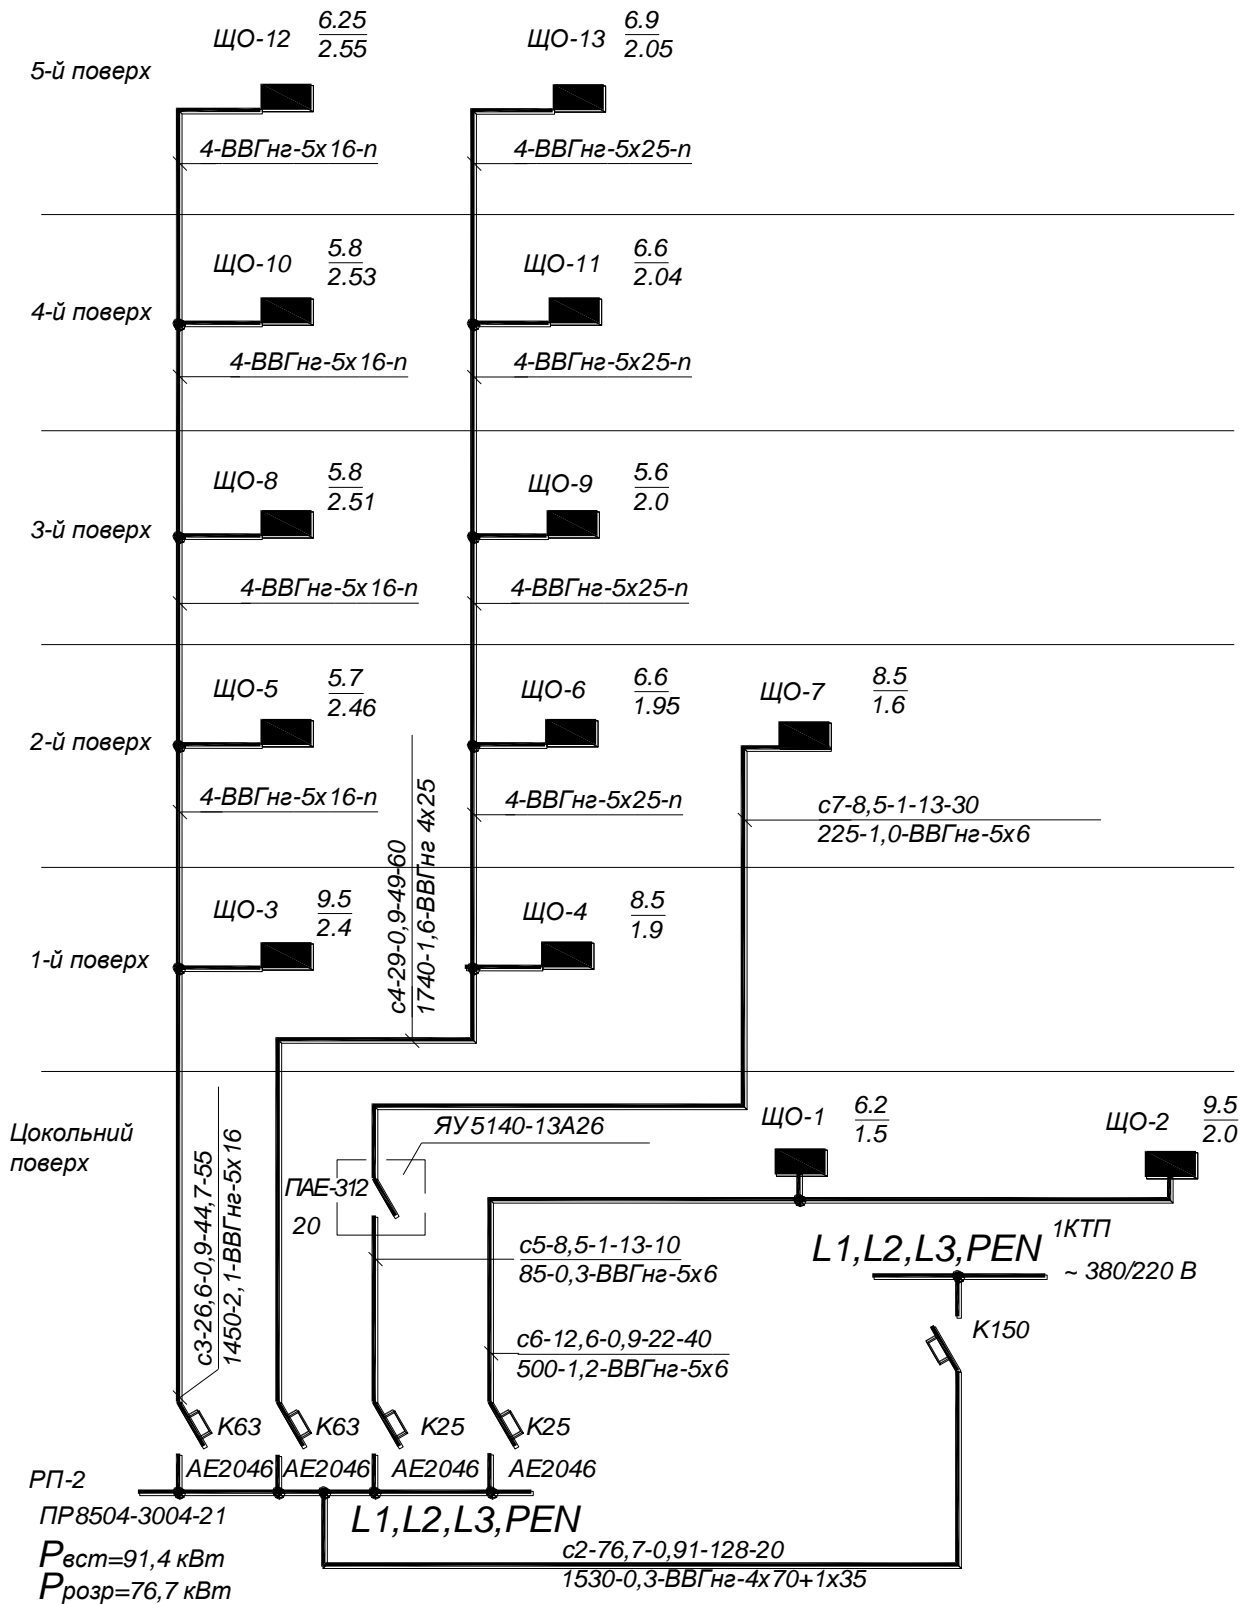 ЩО-12
6.25
2.55
ЩО-13
6.9
2.05
5-й поверх
4-ВВГнг-5х16-п
4-ВВГнг-5х25-п
ЩО-10
5.8
2.53
ЩО-11
6.6
2.04
4-й поверх
4-ВВГнг-5х16-п
4-ВВГнг-5х25-п
ЩО-8
5.8
2.51
ЩО-9
5.6
2.0
3-й поверх
4-ВВГнг-5х16-п
4-ВВГнг-5х25-п
ЩО-5
5.7
2.46
ЩО-6
6.6
1.95
ЩО-7
8.5
1.6
2-й поверх
4-ВВГнг-5х16-п
4-ВВГнг-5х25-п
с7-8,5-1-13-30
225-1,0-ВВГнг-5х6
с4-29-0,9-49-60
1740-1,6-ВВГнг 4х25
ЩО-3
9.5
2.4
ЩО-4
8.5
1.9
1-й поверх
Цокольний
поверх
ЯУ5140-13А26
ЩО-1
6.2
1.5
ЩО-2
9.5
2.0
с3-26,6-0,9-44,7-55
1450-2,1-ВВГнг-5х16
ПАЕ-312
20
с5-8,5-1-13-10
85-0,3-ВВГнг-5х6
L1,L2,L3,PEN
1КТП
~ 380/220 В
с6-12,6-0,9-22-40
500-1,2-ВВГнг-5х6
К150
К63
К63
К25
К25
АЕ2046
АЕ2046
АЕ2046
АЕ2046
РП-2
ПР8504-3004-21
L1,L2,L3,PEN
Рвст=91,4 кВт
Ррозр=76,7 кВт
с2-76,7-0,91-128-20
1530-0,3-ВВГнг-4х70+1х35